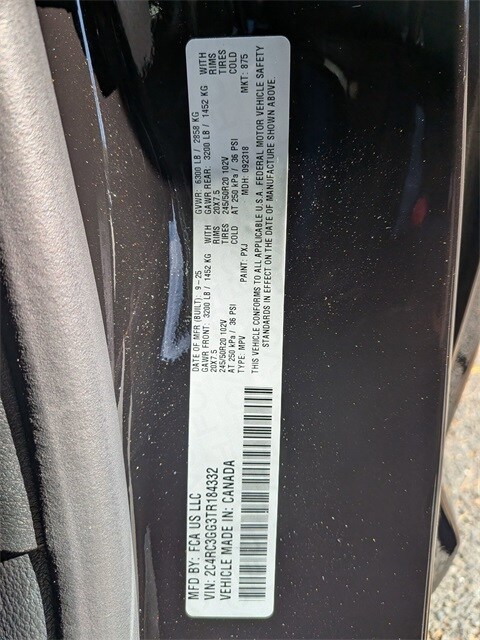 MFD BY: FCA US LLC
VIN: 2C4RC3GG3TR184332
VEHICLE MADE IN: CANADA
DATE OF MFR (BUILT): 9 - 25 GVWR: 6300 LB / 2858 KG
GAWR FRONT: 3200 LB / 1452 KG WITH GAWR REAR: 3200 LB / 1452 KG WITH
20X7.5 RIMS 20X7.5 RIMS
245/50R20 102V TIRES 245/50R20 102V TIRES
AT 250 kPa / 36 PSI COLD AT 250 kPa / 36 PSI COLD
TYPE: MPV PAINT: PXJ MDH: 092318 MKT: 875
THIS VEHICLE CONFORMS TO ALL APPLICABLE U.S.A. FEDERAL MOTOR VEHICLE SAFETY
STANDARDS IN EFFECT ON THE DATE OF MANUFACTURE SHOWN ABOVE.